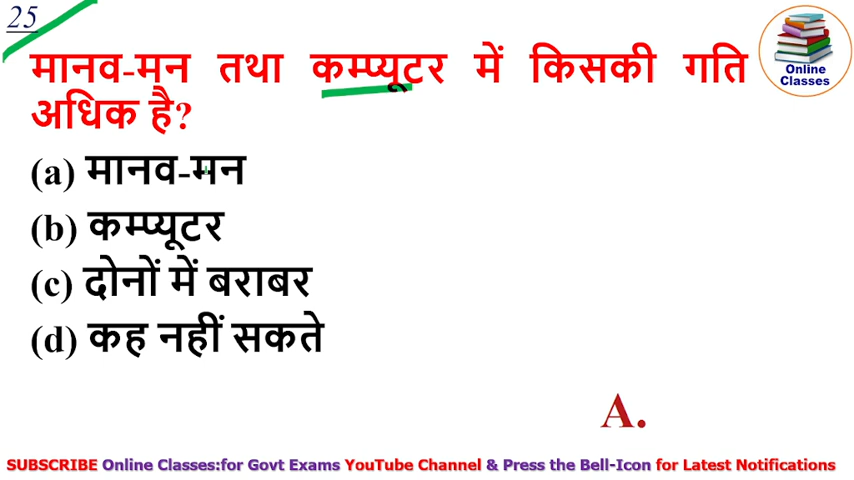 25
मानव-मन तथा कम्प्यूटर में किसकी गति
अधिक है?
Online
Classes
(a) मानव-मन
(b) कम्प्यूटर
(c) दोनों में बराबर
(d) कह नहीं सकते
A.
SUBSCRIBE Online Classes:for Govt Exams YouTube Channel & Press the Bell-Icon for Latest Notifications